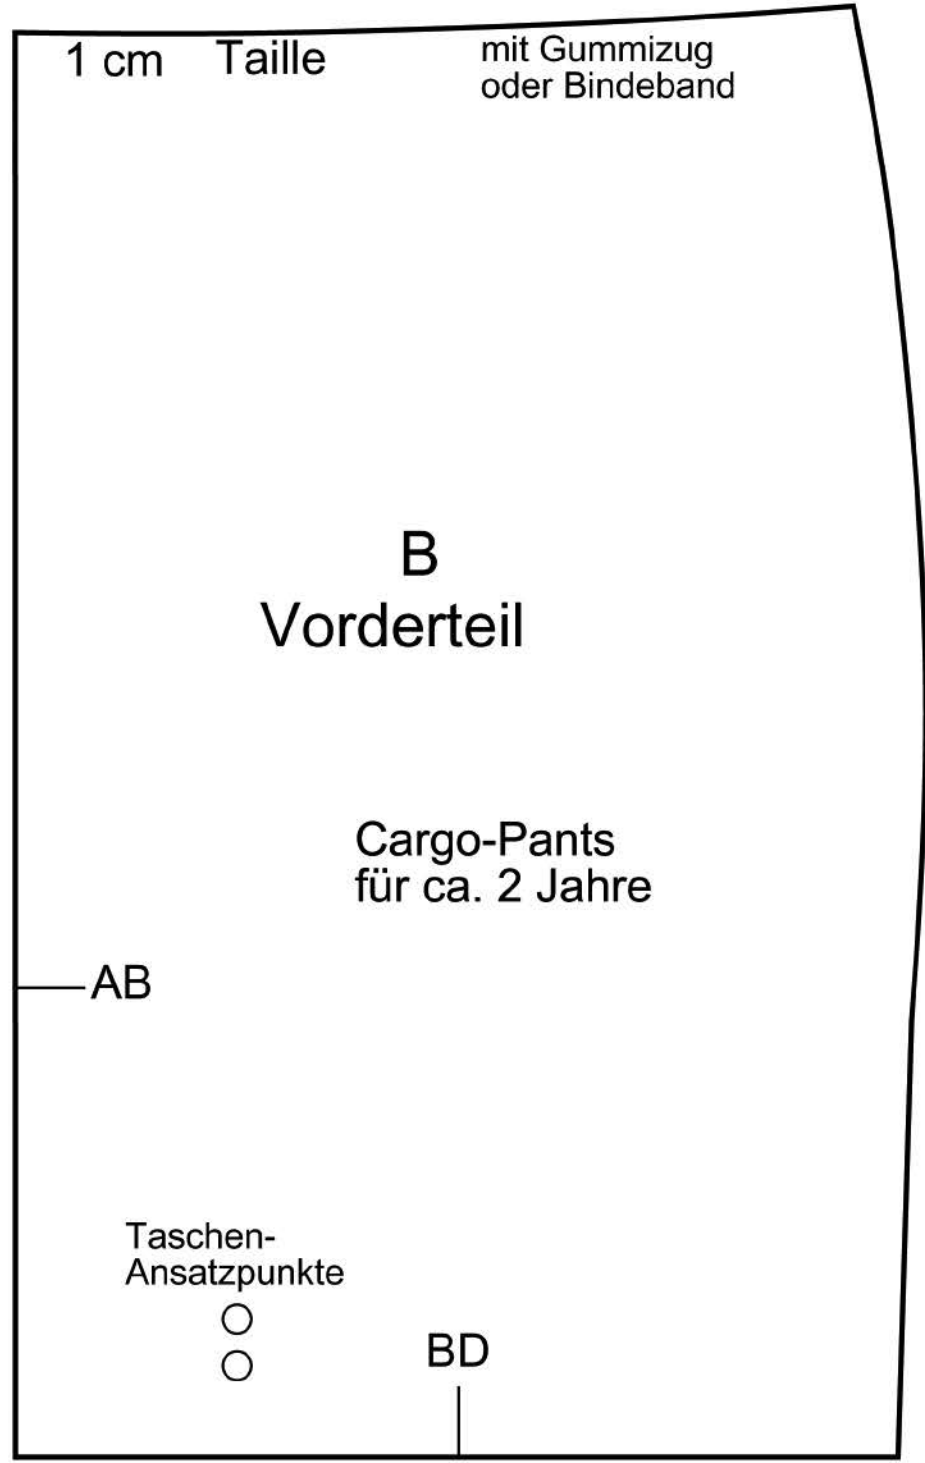 1 cm Taille
mit Gummizug
oder Bindeband
B
Vorderteil
Cargo-Pants
für ca. 2 Jahre
AB
Taschen-
Ansatzpunkte
BD